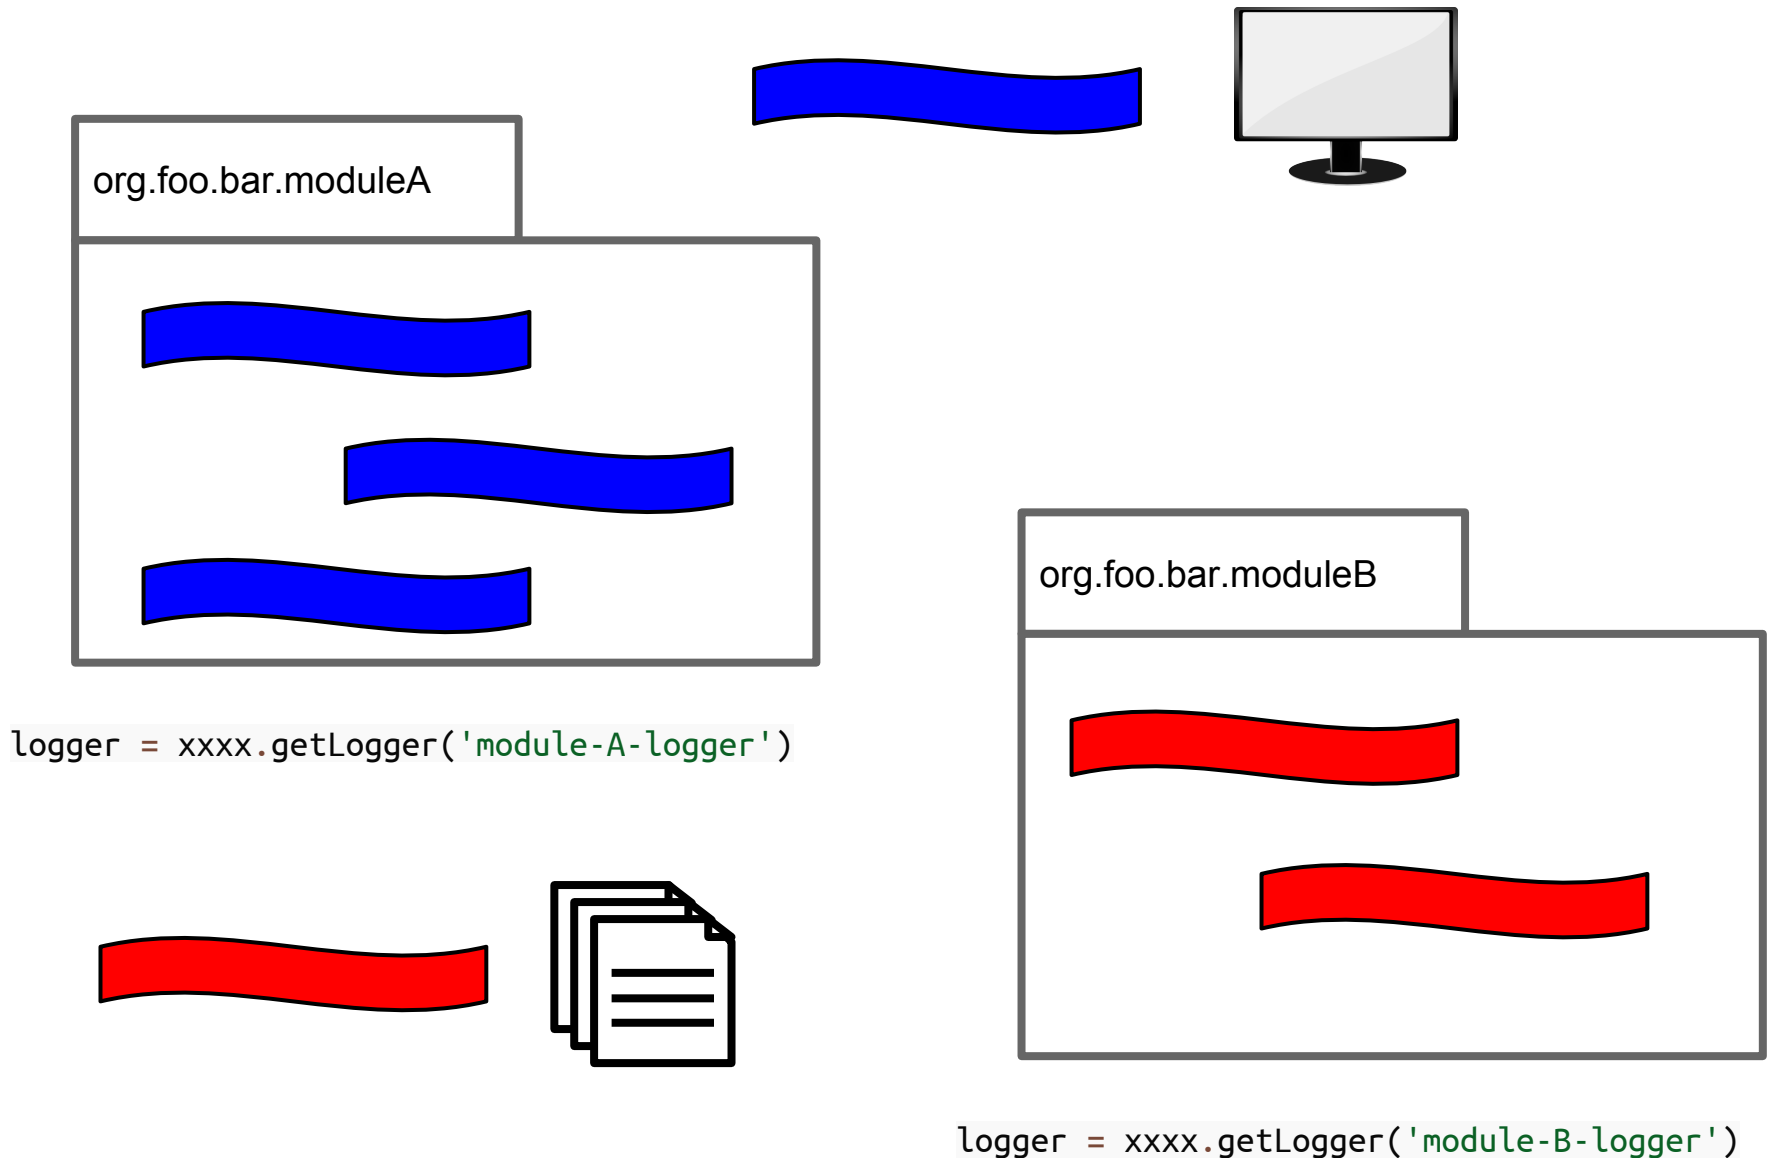 org.foo.bar.moduleA
logger = xxxx.getLogger('module-A-logger')
org.foo.bar.moduleB
logger = xxxx.getLogger('module-B-logger')